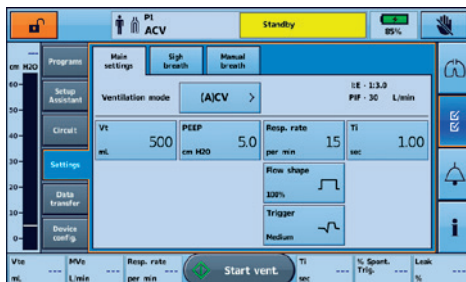 P1
ACV
Standby
85%
cm H2O
60-
50-
40-
30-
20-
10-
0-
Programs
Setup
Assistant
Circuit
Settings
Data
transfer
Device
config.
Main
settings
Sigh
breath
Manual
breath
Ventilation mode
(A)CV >
I:E - 1:3.0
PIF - 30 L/min
Vt
500
mL
PEEP
5.0
cm H20
Resp. rate
15
per min
Ti
1.00
sec
Flow shape
100%
Trigger
Medium
i
Vte
---
mL
MVe
---
L/min
Resp. rate
---
per min
Start vent.
Ti
---
sec
% Spont.
Trig. ---
Leak
---
%